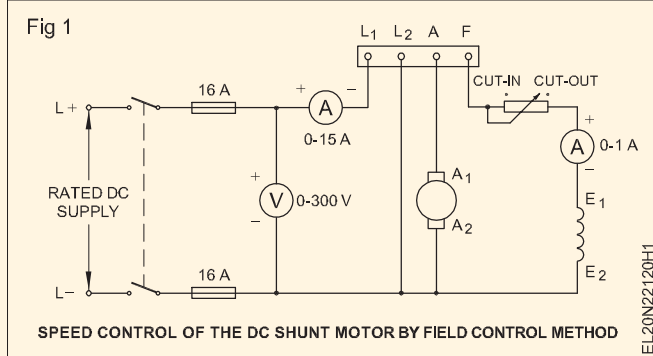 Fig 1
L1 L2 A F
CUT-IN CUT-OUT
16 A
L+
+ A −
0-15 A
+
A 0-1 A
−
RATED DC
SUPPLY
+
V 0-300 V
−
A1
A2
E1
E2
16 A
L−
SPEED CONTROL OF THE DC SHUNT MOTOR BY FIELD CONTROL METHOD
EL20N22120H1